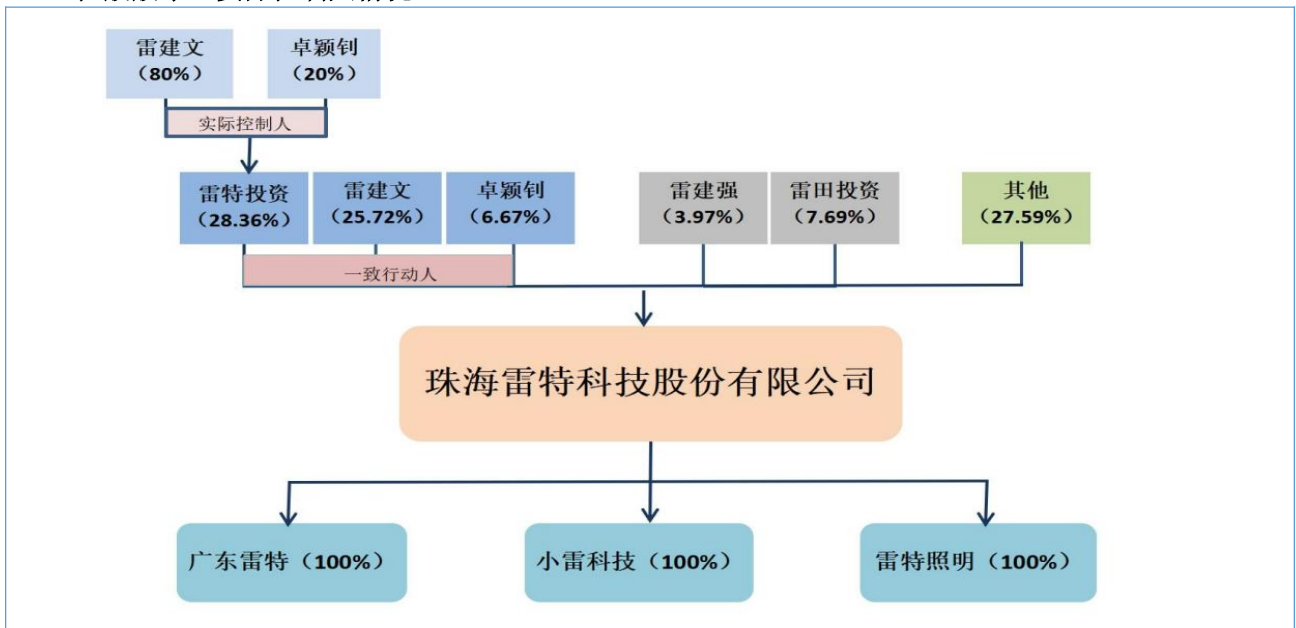 雷建文
（80%）
卓颖钊
（20%）
实际控制人
雷特投资
（28.36%）
雷建文
（25.72%）
卓颖钊
（6.67%）
雷建强
（3.97%）
雷田投资
（7.69%）
其他
（27.59%）
一致行动人
珠海雷特科技股份有限公司
广东雷特（100%）
小雷科技（100%）
雷特照明（100%）